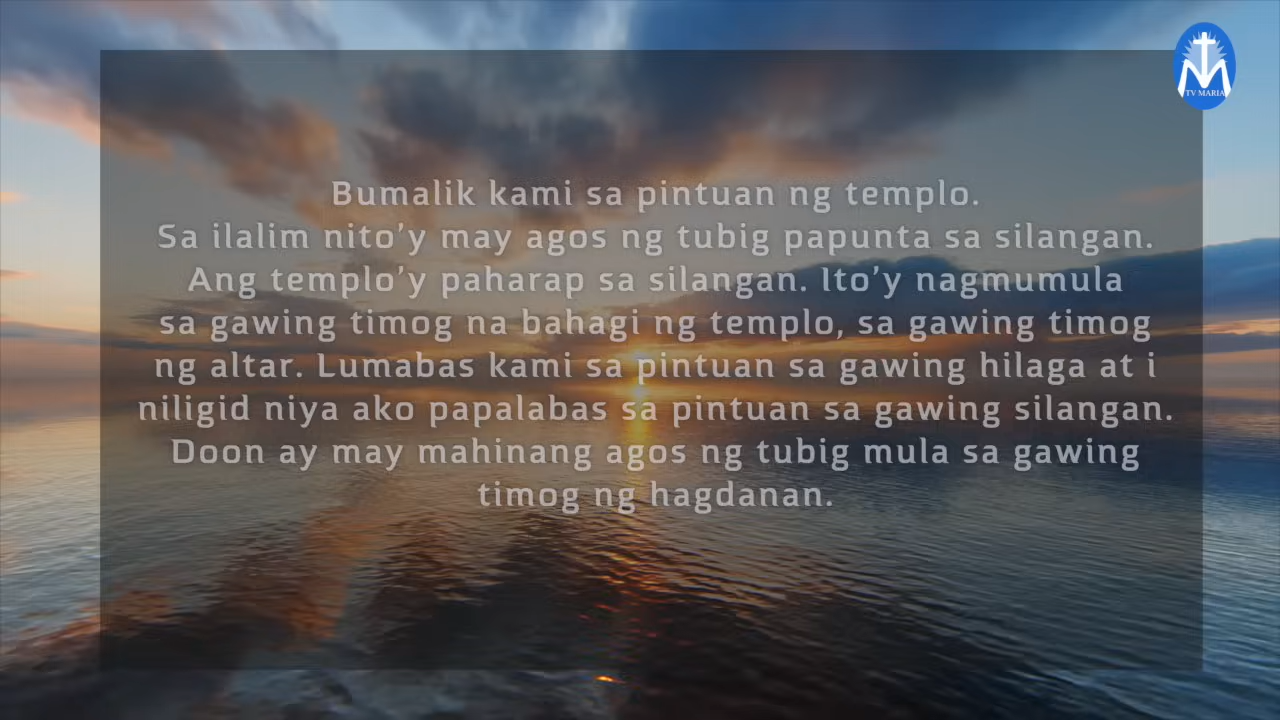 TV MARIA
Bumalik kami sa pintuan ng templo.
Sa ilalim nito’y may agos ng tubig papunta sa silangan.
Ang templo’y paharap sa silangan. Ito’y nagmumula
sa gawing timog na bahagi ng templo, sa gawing timog
ng altar. Lumabas kami sa pintuan sa gawing hilaga at i
niligid niya ako papalabas sa pintuan sa gawing silangan.
Doon ay may mahinang agos ng tubig mula sa gawing
timog ng hagdanan.